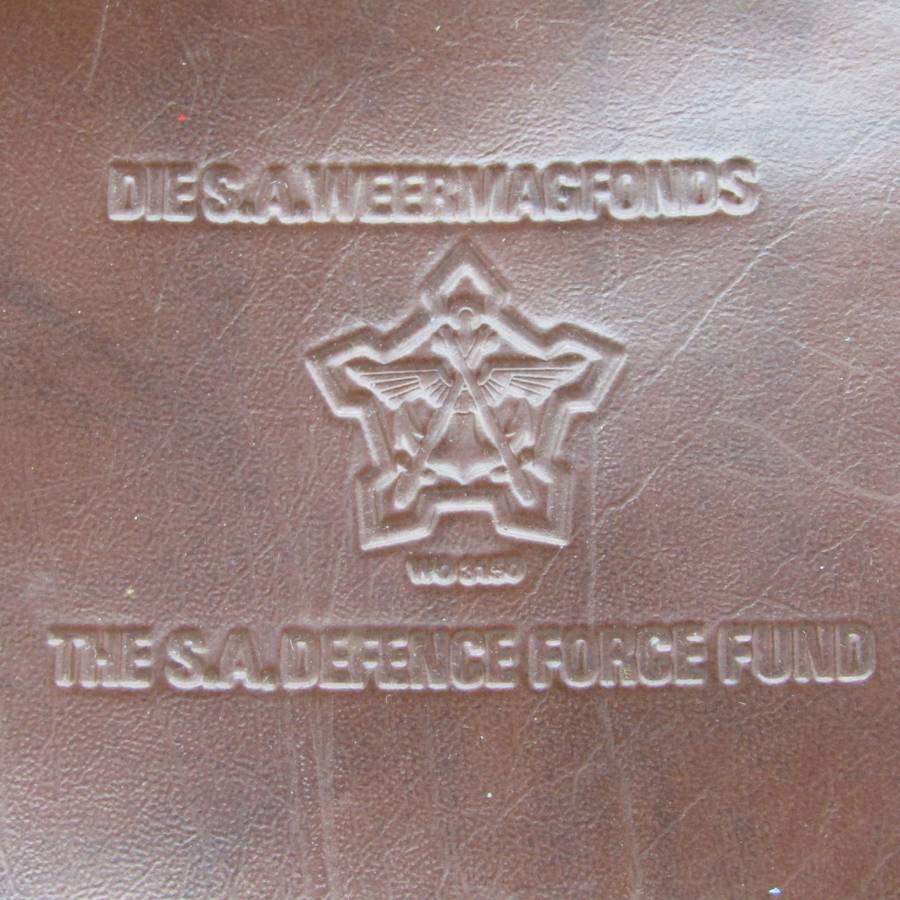 DIE S.A. WEERMAGFONDS
WO 3150
THE S.A. DEFENCE FORCE FUND